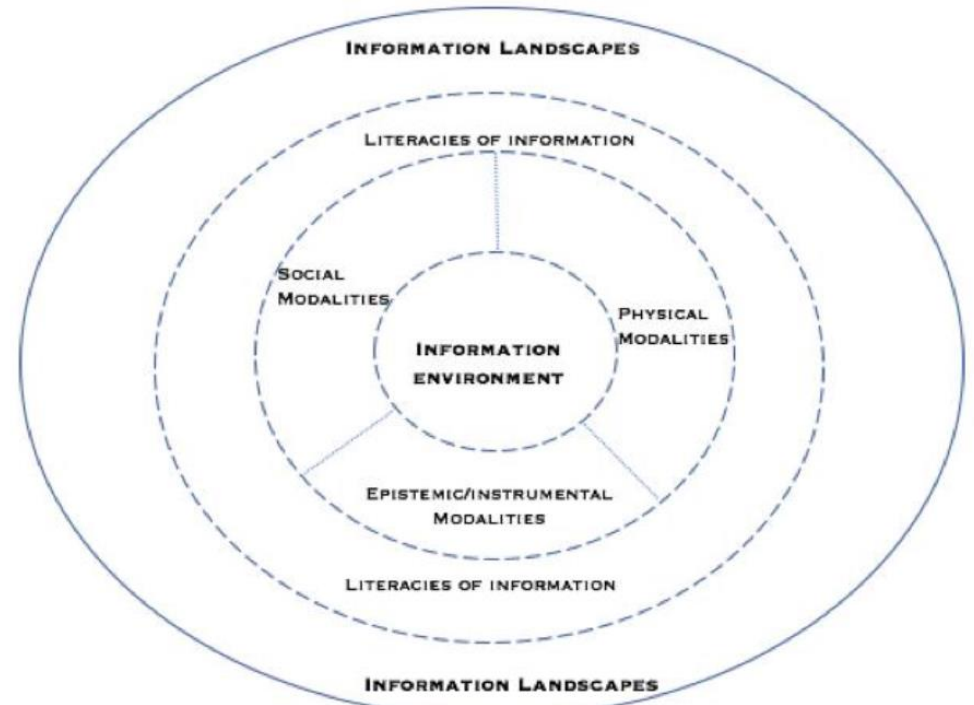 INFORMATION LANDSCAPES
LITERACIES OF INFORMATION
SOCIAL
MODALITIES
PHYSICAL
MODALITIES
INFORMATION
ENVIRONMENT
EPISTEMIC/INSTRUMENTAL
MODALITIES
LITERACIES OF INFORMATION
INFORMATION LANDSCAPES